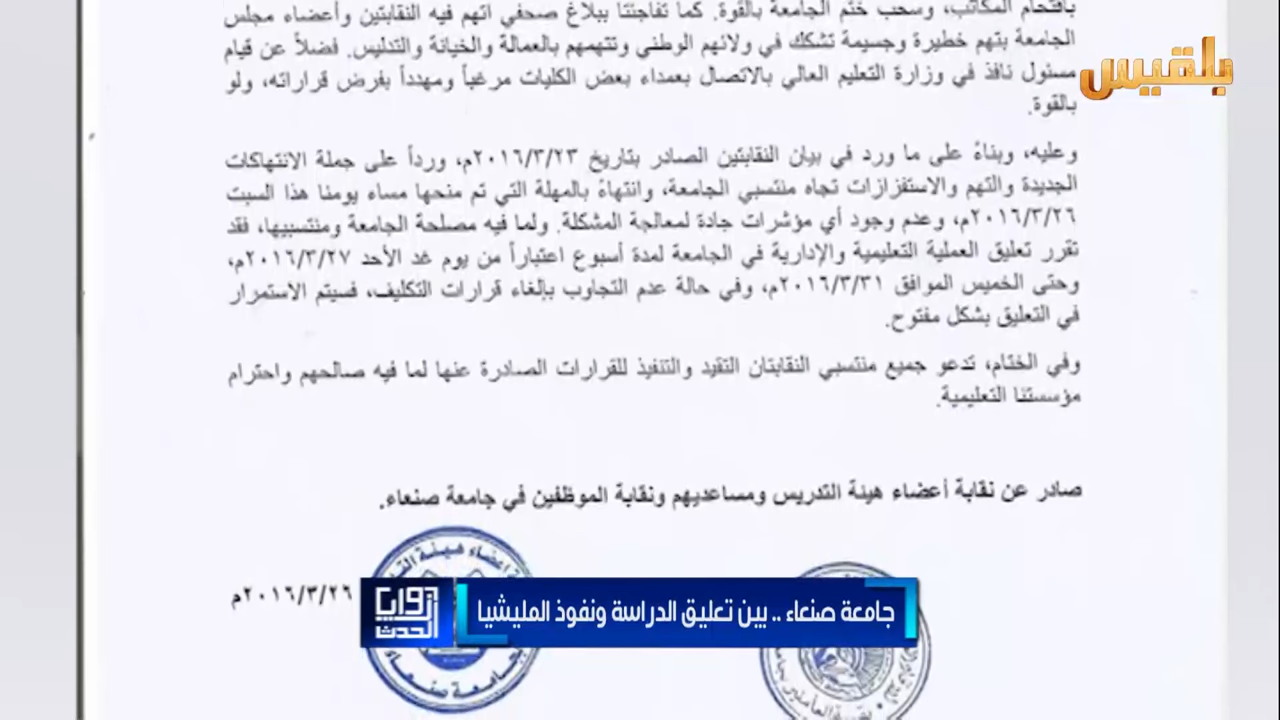 باقتحام المكاتب، وسحب ختم الجامعة بالقوة. كما تفاجئنا ببلاغ صحفي اتهم فيه النقابتين وأعضاء مجلس
الجامعة بتهم خطيرة وجسيمة تشكك في ولائهم الوطني وتتهمهم بالعمالة والخيانة والتدليس. فضلاً عن قيام
مسئول نافذ في وزارة التعليم العالي بالاتصال بعمداء بعض الكليات مرغباً ومهدداً بفرض قراراته، ولو
بالقوة.
بلقيس
وعليه، وبناءً على ما ورد في بيان النقابتين الصادر بتاريخ ٢٠١٦/٣/٢٣م، ورداً على جملة الانتهاكات
الجديدة والتهم والاستفزازات تجاه منتسبي الجامعة، وانتهاءً بالمهلة التي تم منحها مساء يومنا هذا السبت
٢٠١٦/٣/٢٦م، وعدم وجود أي مؤشرات جادة لمعالجة المشكلة. ولما فيه مصلحة الجامعة ومنتسبيها، فقد
تقرر تعليق العملية التعليمية والإدارية في الجامعة لمدة أسبوع اعتباراً من يوم غد الأحد ٢٠١٦/٣/٢٧م،
وحتى الخميس الموافق ٢٠١٦/٣/٣١م، وفي حالة عدم التجاوب بإلغاء قرارات التكليف، فسيتم الاستمرار
في التعليق بشكل مفتوح.
وفي الختام، تدعو جميع منتسبي النقابتان التقيد والتنفيذ للقرارات الصادرة عنها لما فيه صالحهم واحترام
مؤسستنا التعليمية.
صادر عن نقابة أعضاء هيئة التدريس ومساعديهم ونقابة الموظفين في جامعة صنعاء.
٢٠١٦/٣/٢٦م
اعضاء هيئة
جامعة صنعاء
جامعة صنعاء .. بين تعليق الدراسة ونفوذ المليشيا
زوايا
الحدث